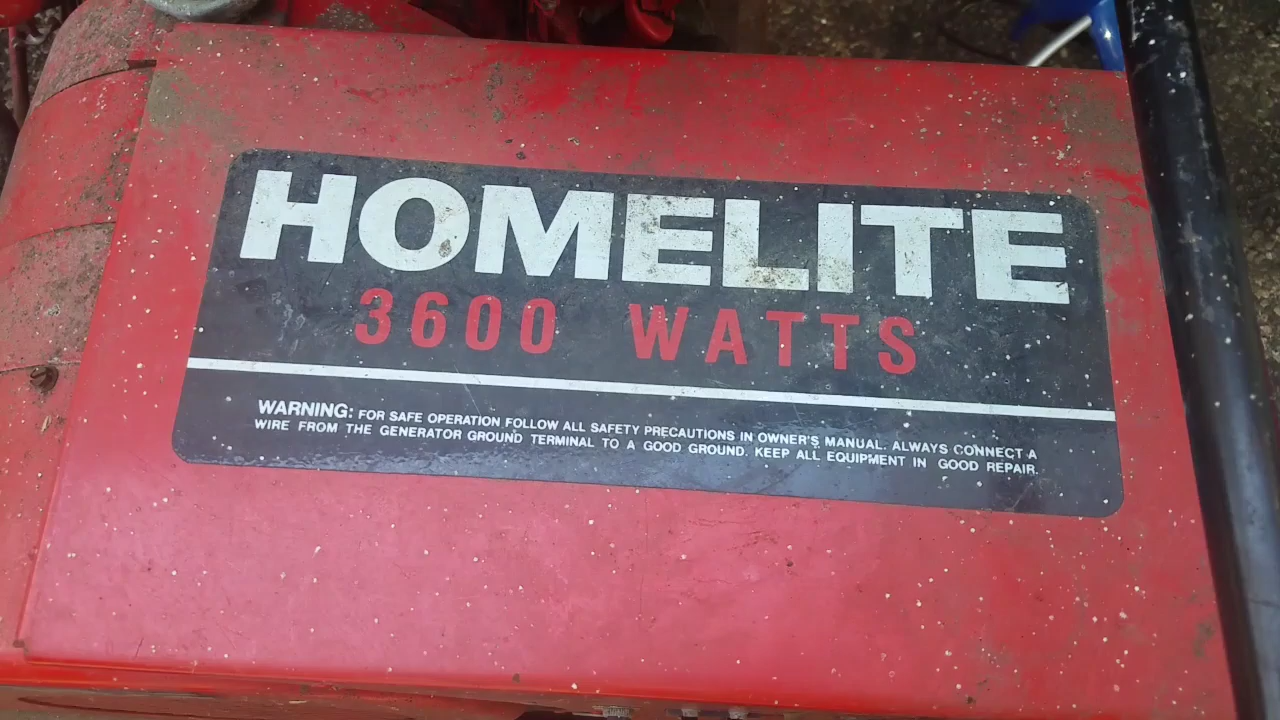 HOMELITE
3600 WATTS
WARNING: FOR SAFE OPERATION FOLLOW ALL SAFETY PRECAUTIONS IN OWNER'S MANUAL. ALWAYS CONNECT A
WIRE FROM THE GENERATOR GROUND TERMINAL TO A GOOD GROUND. KEEP ALL EQUIPMENT IN GOOD REPAIR.